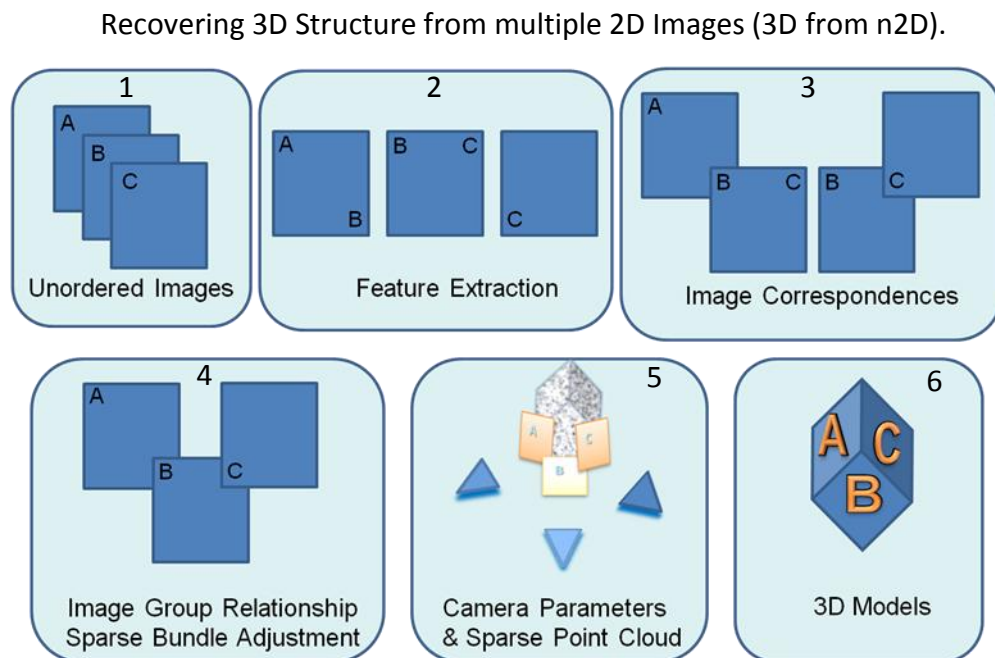 Recovering 3D Structure from multiple 2D Images (3D from n2D).
1
A
B
C
Unordered Images
2
A
B
B
C
C
Feature Extraction
3
A
B
C
B
C
Image Correspondences
4
A
B
C
Image Group Relationship
Sparse Bundle Adjustment
5
A
C
B
Camera Parameters
& Sparse Point Cloud
6
A
C
B
3D Models